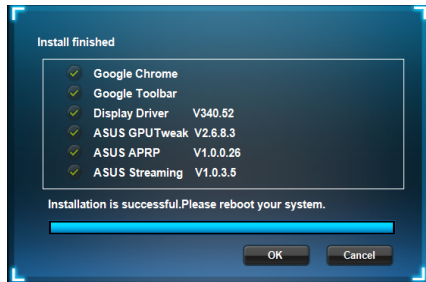 Install finished
Google Chrome
Google Toolbar
Display Driver V340.52
ASUS GPUTweak V2.6.8.3
ASUS APRP V1.0.0.26
ASUS Streaming V1.0.3.5
Installation is successful.Please reboot your system.
OK Cancel